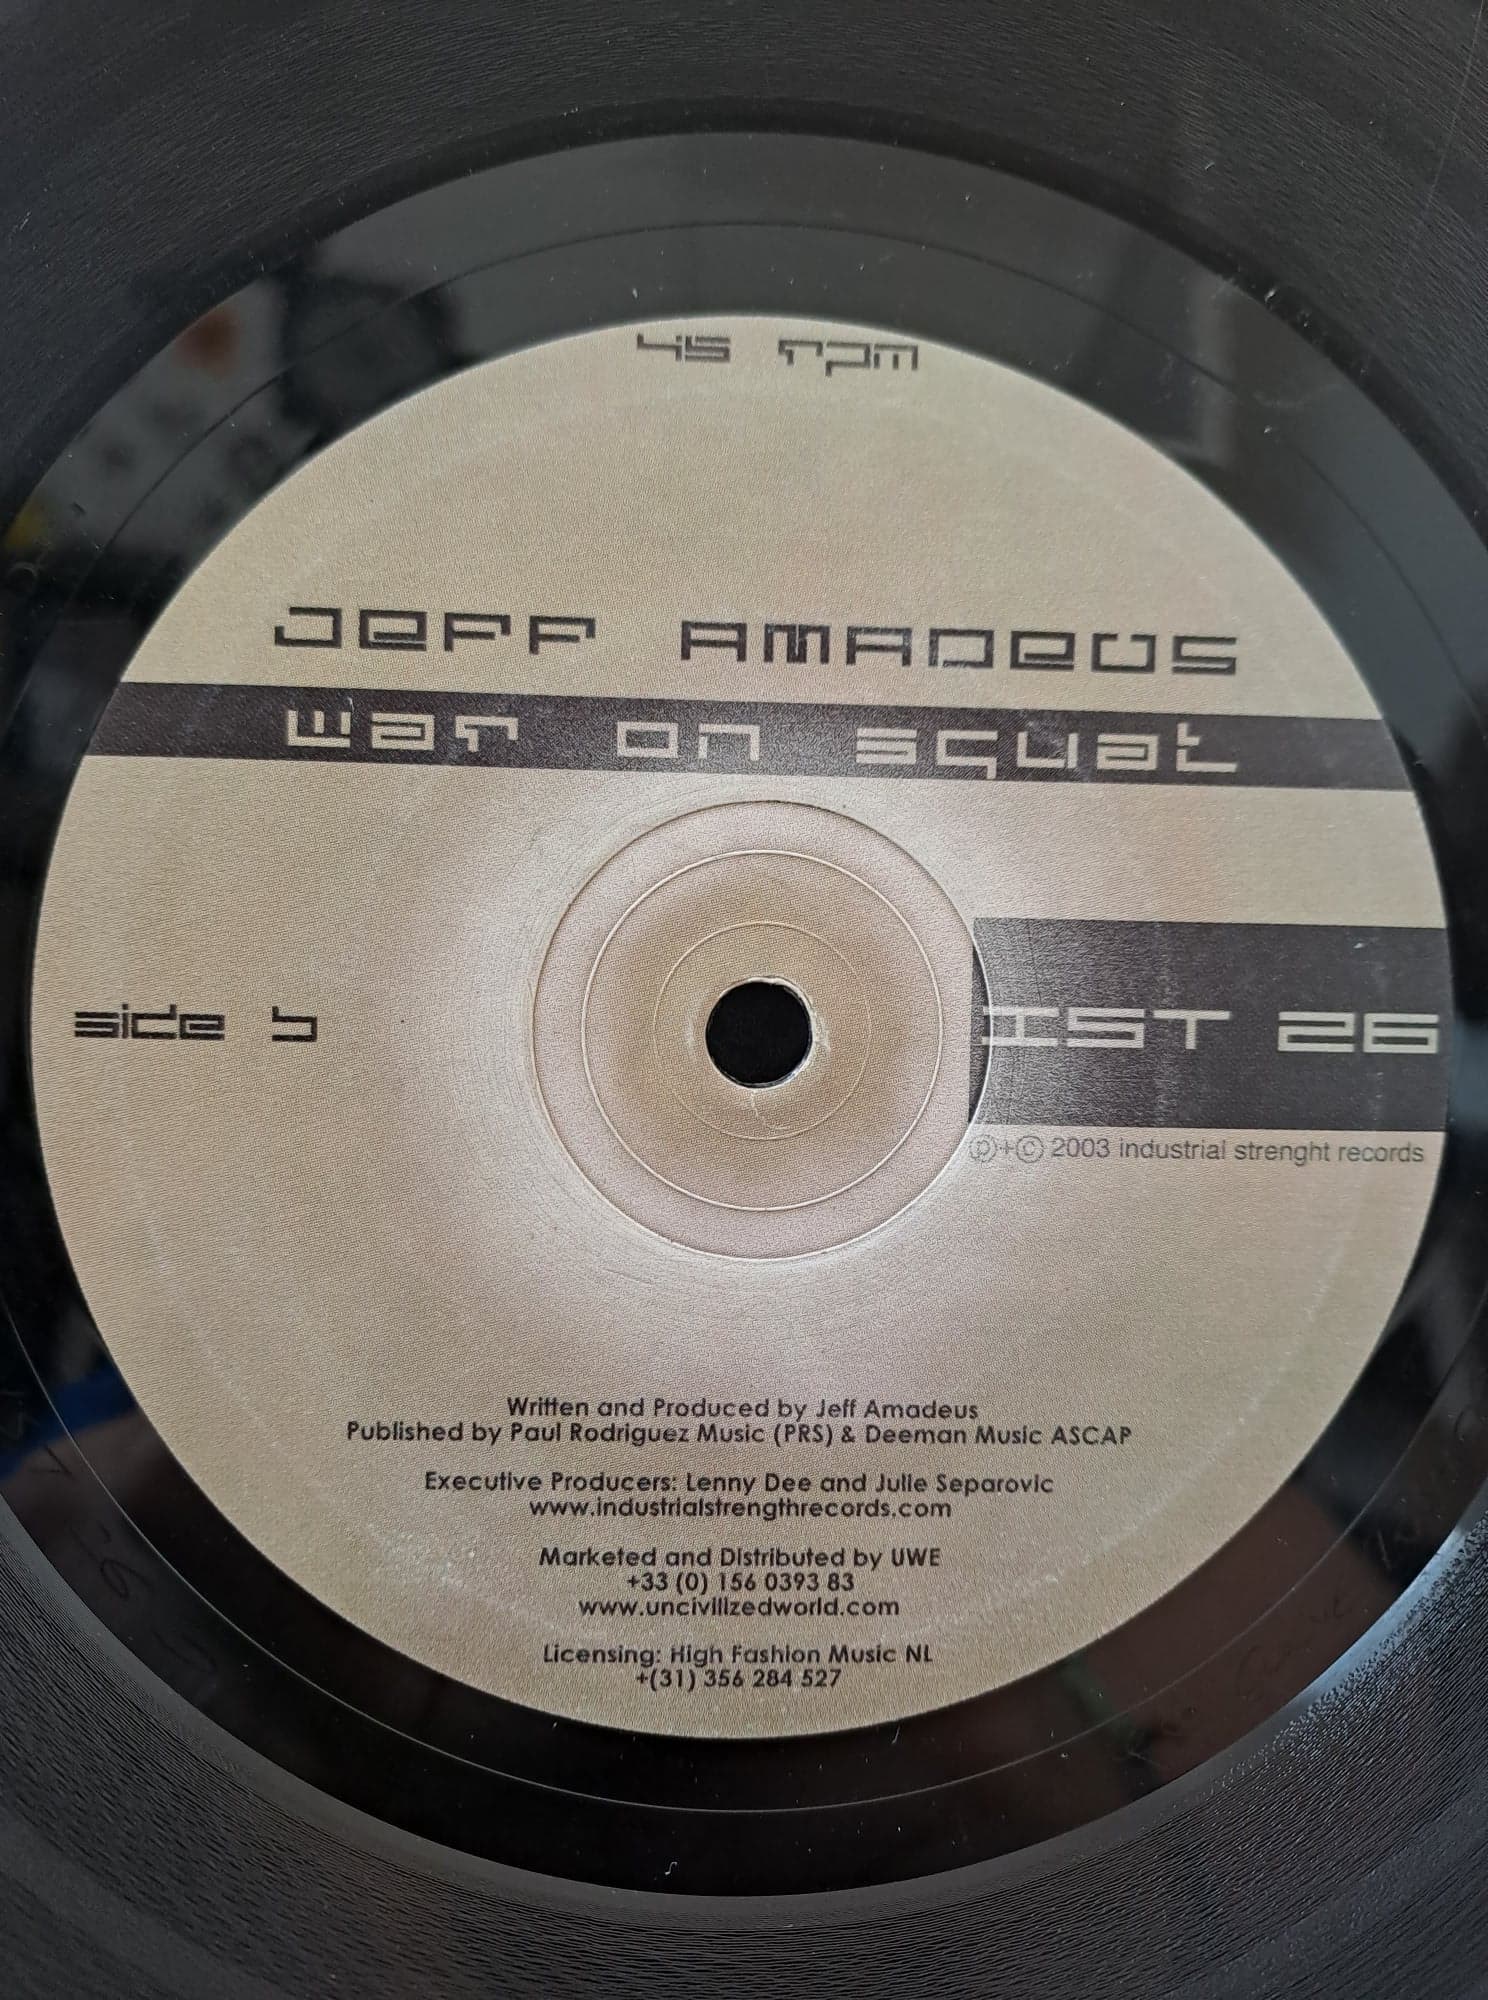 45 rpm
JEFF AMADEUS
war on squat
side b
IST 26
℗+© 2003 industrial strenght records
Written and Produced by Jeff Amadeus
Published by Paul Rodriguez Music (PRS) & Deeman Music ASCAP
Executive Producers: Lenny Dee and Julie Separovic
www.industrialstrengthrecords.com
Marketed and Distributed by UWE
+33 (0) 156 0393 83
www.uncivilizedworld.com
Licensing: High Fashion Music NL
+(31) 356 284 527